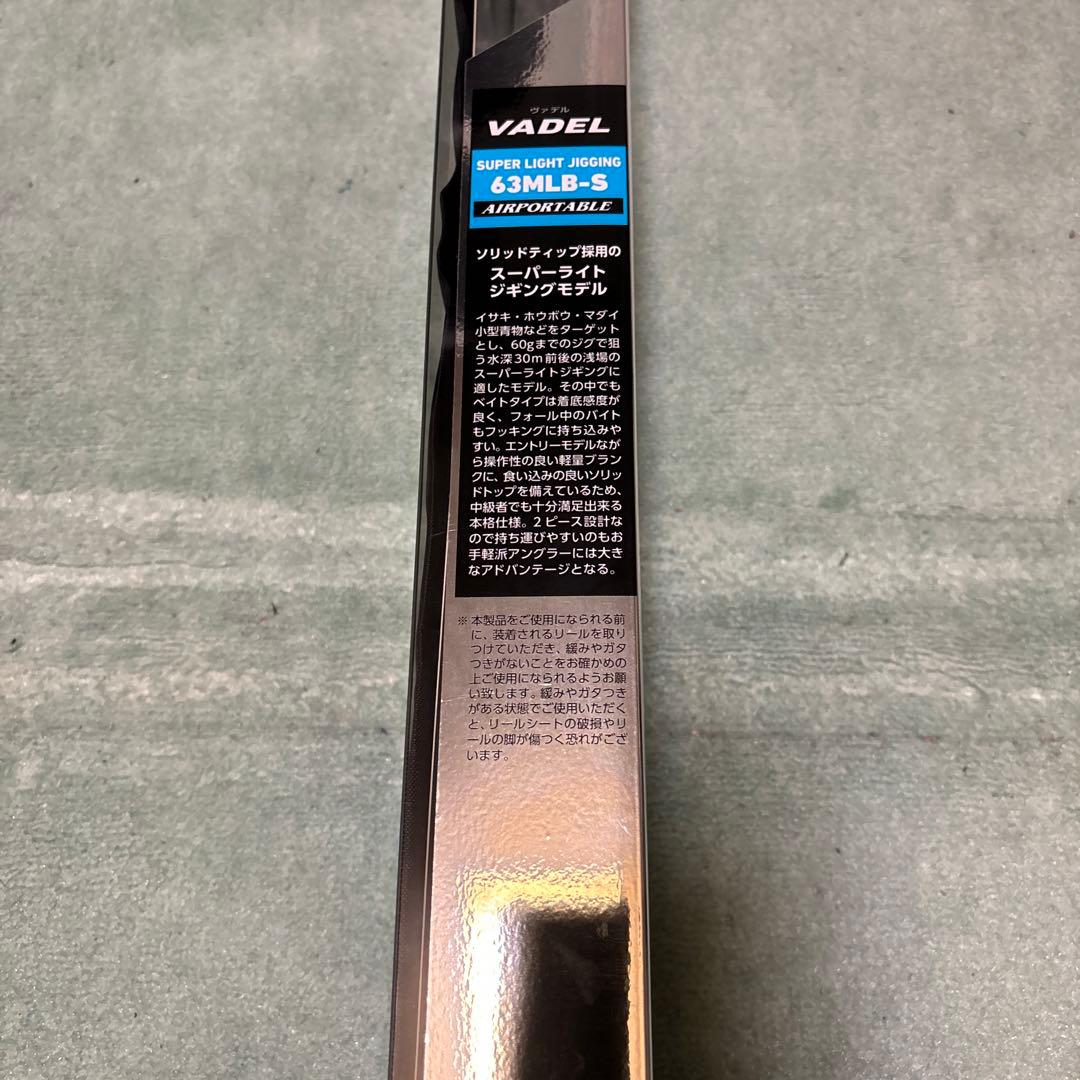 ヴァデル
VADEL
SUPER LIGHT JIGGING
63MLB-S
AIRPORTABLE
ソリッドティップ採用の
スーパーライト
ジギングモデル
イサキ・ホウボウ・マダイ
小型青物などをターゲット
とし、60gまでのジグで狙
う水深30m前後の浅場の
スーパーライトジギングに
適したモデル。その中でも
ベイトタイプは着底感度が
良く、フォール中のバイト
もフッキングに持ち込みや
すい。エントリーモデルなが
ら操作性の良い軽量ブラン
クに、食い込みの良いソリッ
ドトップを備えているため、
中級者でも十分満足出来る
本格仕様。2ピース設計な
ので持ち運びやすいのもお
手軽派アングラーには大き
なアドバンテージとなる。
※本製品をご使用になられる前
に、装着されるリールを取り
つけていただき、緩みやガタ
つきがないことをお確かめの
上ご使用になられるようお願
い致します。緩みやガタつき
がある状態でご使用いただく
と、リールシートの破損やリ
ールの脚が傷つく恐れがござ
います。